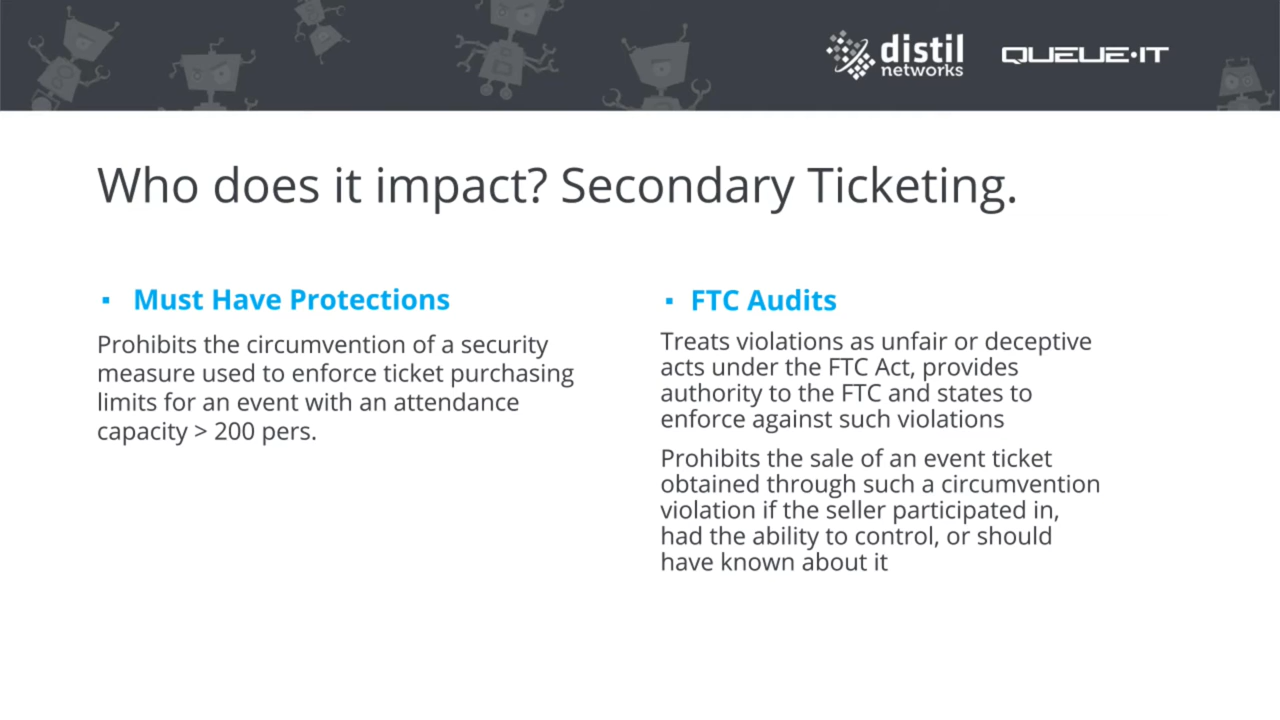 distil
networks
QUEUE-IT
Who does it impact? Secondary Ticketing.
▪ Must Have Protections
Prohibits the circumvention of a security
measure used to enforce ticket purchasing
limits for an event with an attendance
capacity > 200 pers.
▪ FTC Audits
Treats violations as unfair or deceptive
acts under the FTC Act, provides
authority to the FTC and states to
enforce against such violations
Prohibits the sale of an event ticket
obtained through such a circumvention
violation if the seller participated in,
had the ability to control, or should
have known about it